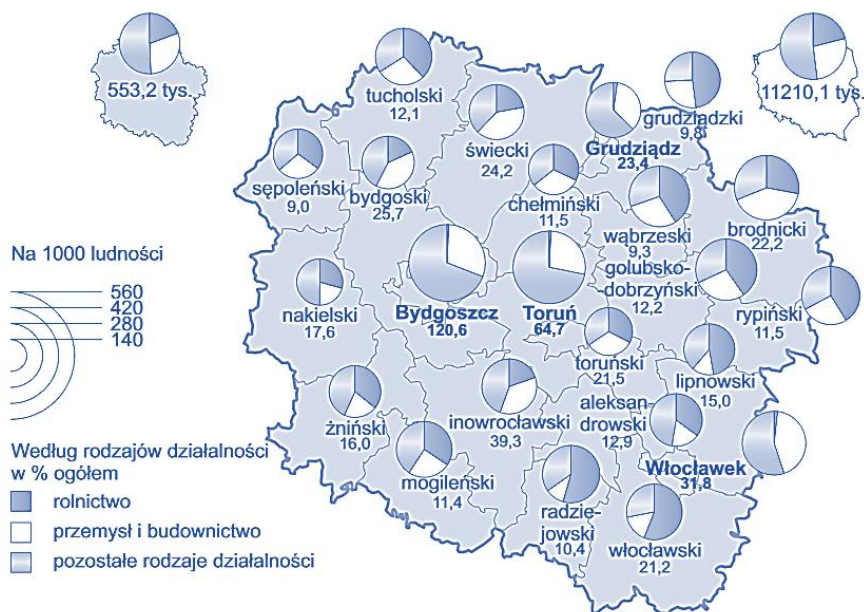 553,2 tys.
11210,1 tys.
tucholski
12,1
grudziądzki
9,8
świecki
24,2
Grudziądz
23,4
sępoleński
9,0
bydgoski
25,7
chełmiński
11,5
wąbrzeski
9,3
brodnicki
22,2
golubsko-
dobrzyński
12,2
Na 1000 ludności
560
420
280
140
nakielski
17,6
Bydgoszcz
120,6
Toruń
64,7
rypiński
11,5
toruński
21,5
lipnowski
15,0
żniński
16,0
inowrocławski
39,3
aleksan-
drowski
12,9
Według rodzajów działalności
w % ogółem
rolnictwo
przemysł i budownictwo
pozostałe rodzaje działalności
mogileński
11,4
Włocławek
31,8
radzie-
jowski
10,4
włocławski
21,2